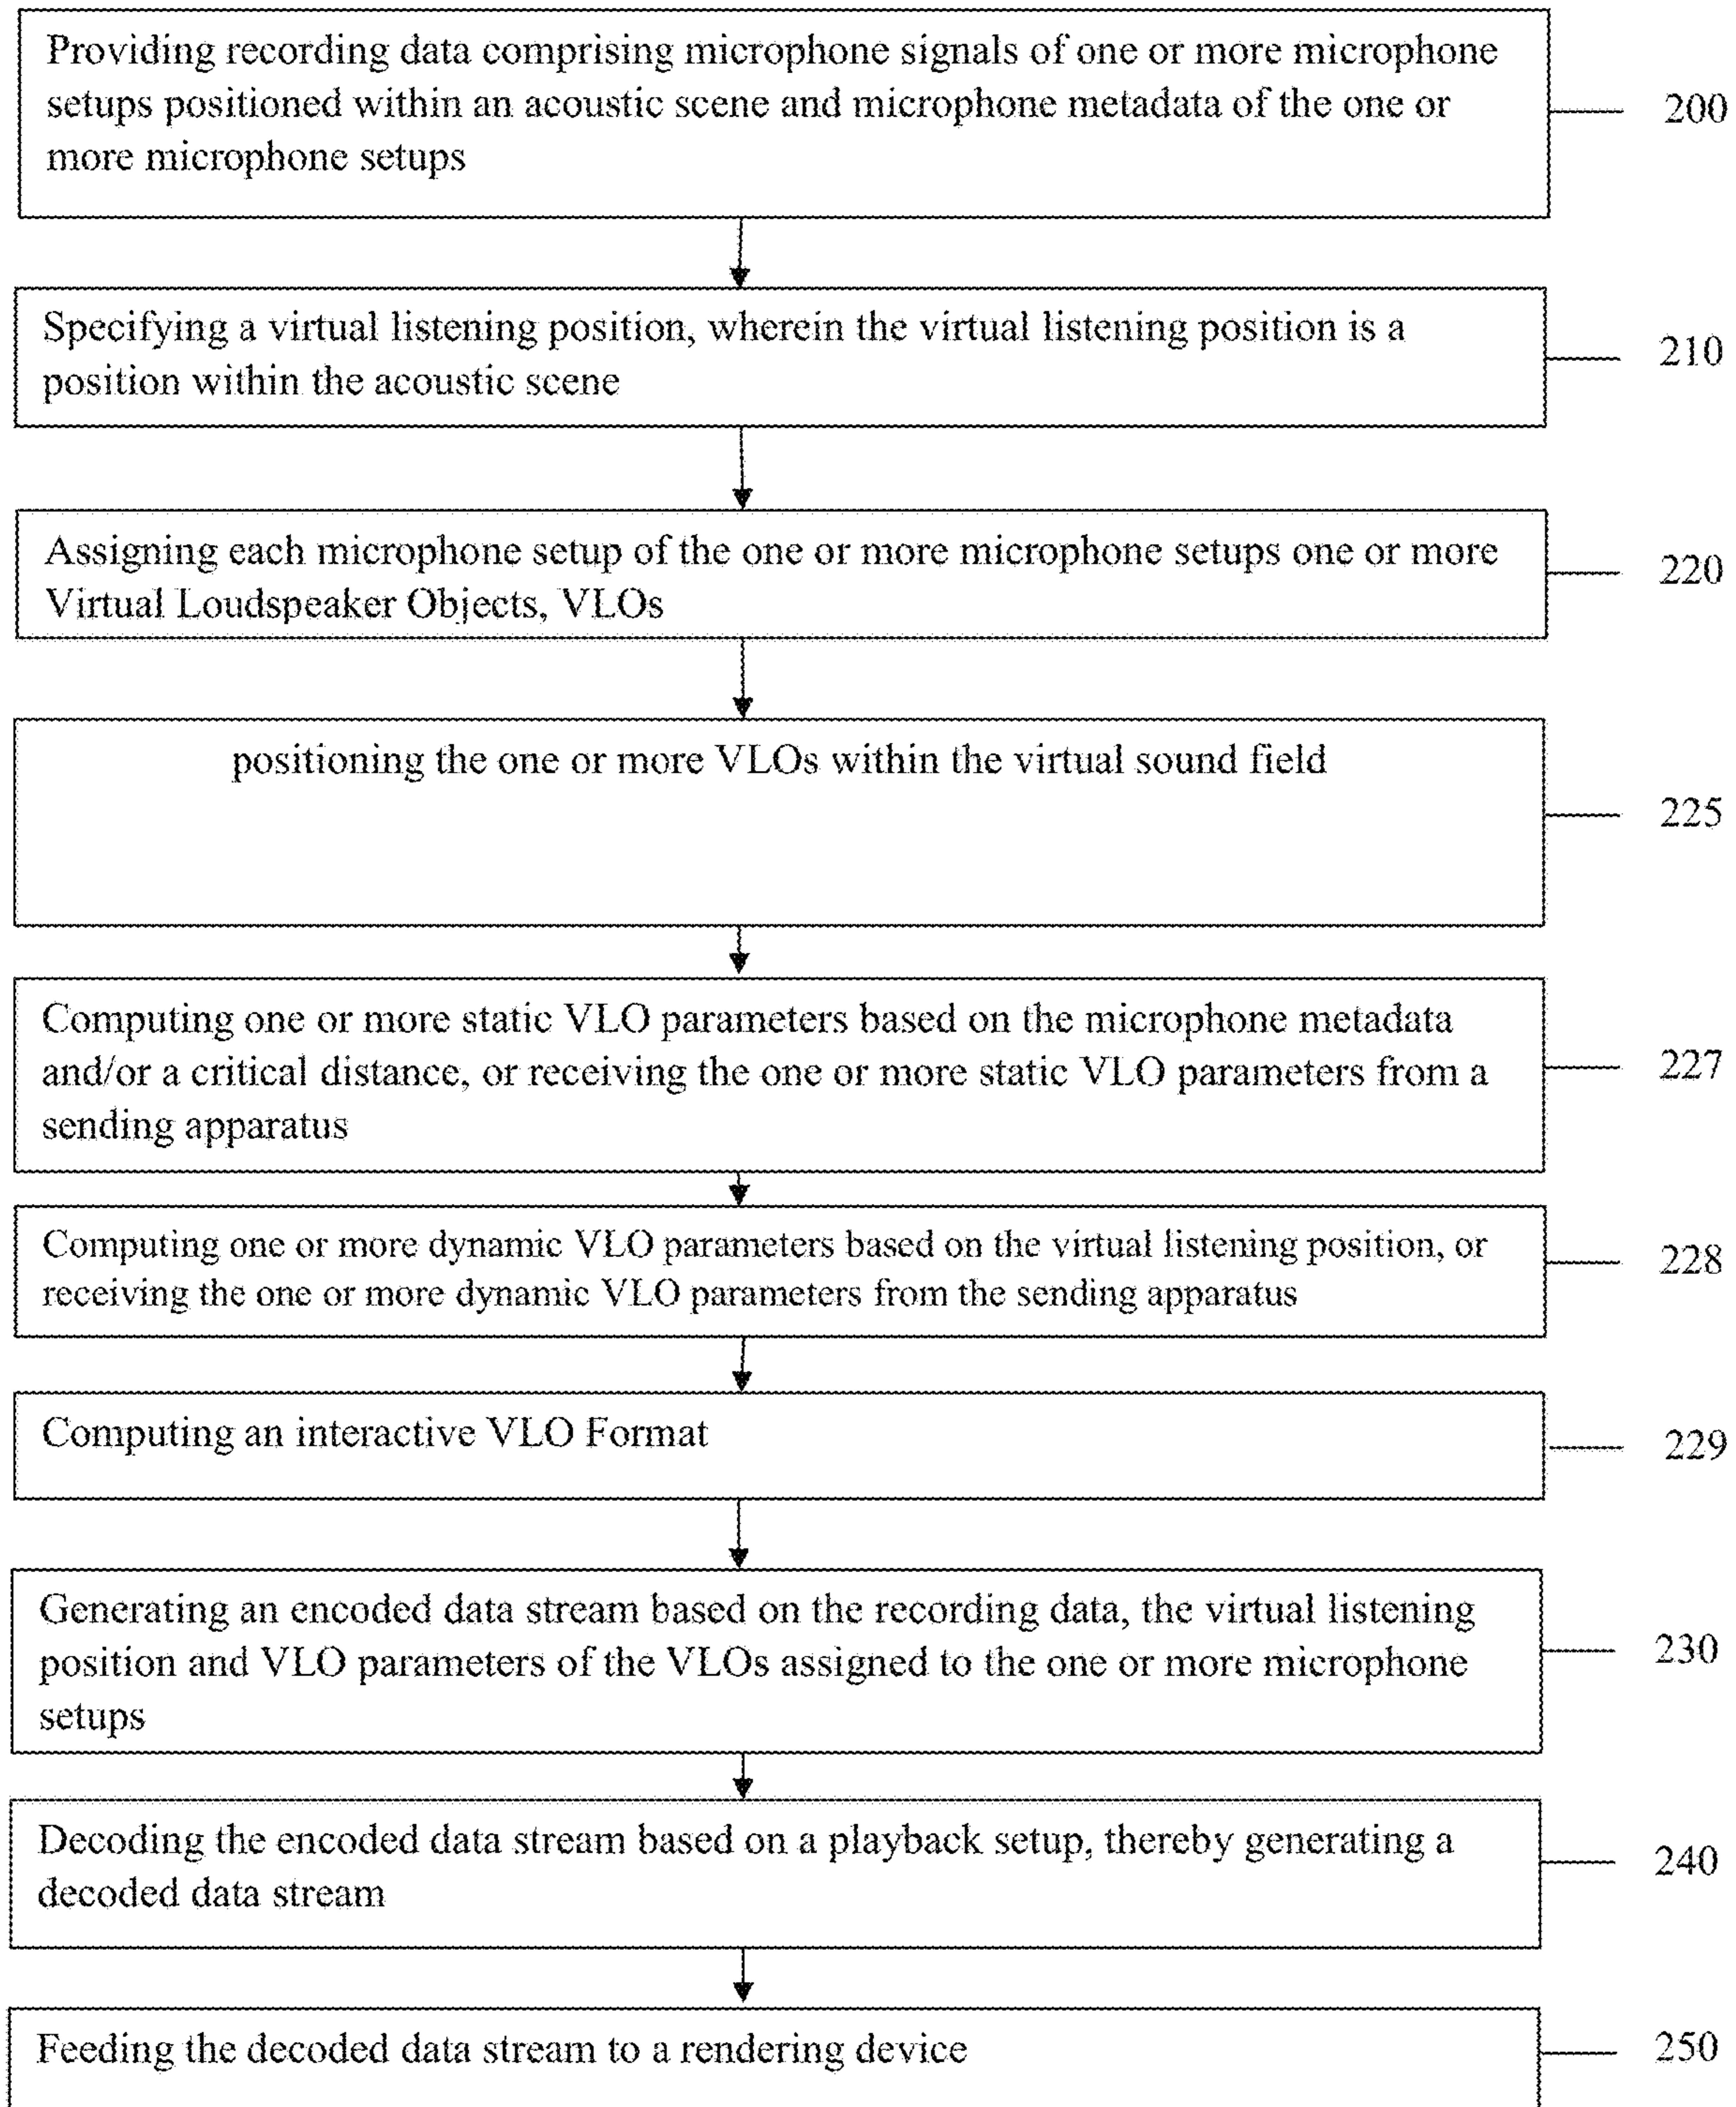 Providing recording data comprising microphone signals of one or more microphone
setups positioned within an acoustic scene and microphone metadata of the one or
more microphone setups
200
Specifying a virtual listening position, wherein the virtual listening position is a
position within the acoustic scene
210
Assigning each microphone setup of the one or more microphone setups one or more
Virtual Loudspeaker Objects, VLOs
220
positioning the one or more VLOs within the virtual sound field
225
Computing one or more static VLO parameters based on the microphone metadata
and/or a critical distance, or receiving the one or more static VLO parameters from a
sending apparatus
227
Computing one or more dynamic VLO parameters based on the virtual listening position, or
receiving the one or more dynamic VLO parameters from the sending apparatus
228
Computing an interactive VLO Format
229
Generating an encoded data stream based on the recording data, the virtual listening
position and VLO parameters of the VLOs assigned to the one or more microphone
setups
230
Decoding the encoded data stream based on a playback setup, thereby generating a
decoded data stream
240
Feeding the decoded data stream to a rendering device
250